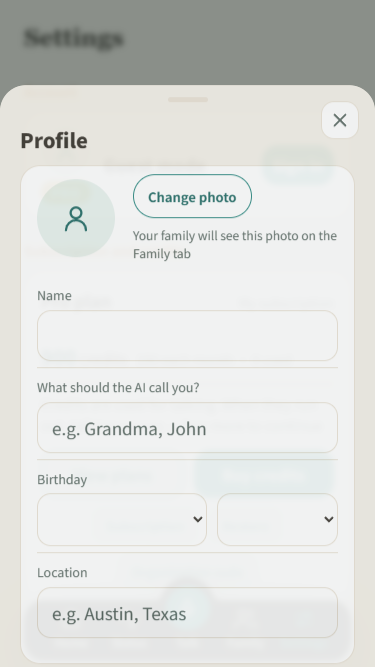 Settings
Profile
Change photo
Your family will see this photo on the
Family tab
Name
What should the AI call you?
e.g. Grandma, John
Birthday
Location
e.g. Austin, Texas